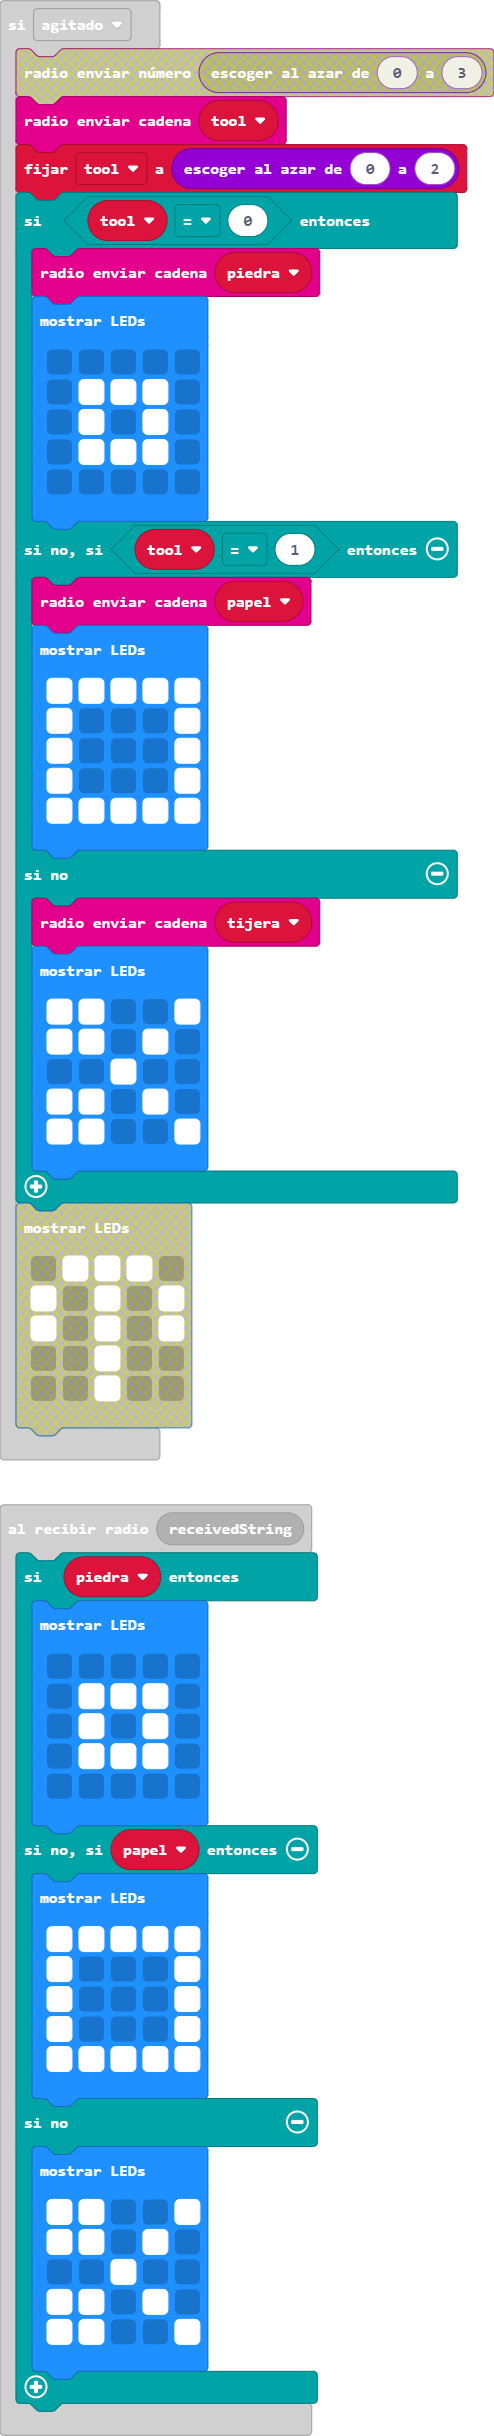 si agitado
radio enviar número escoger al azar de 0 a 3
radio enviar cadena tool
fijar tool a escoger al azar de 0 a 2
si tool = 0 entonces
radio enviar cadena piedra
mostrar LEDs
si no, si tool = 1 entonces
radio enviar cadena papel
mostrar LEDs
si no
radio enviar cadena tijera
mostrar LEDs
mostrar LEDs
al recibir radio receivedString
si piedra entonces
mostrar LEDs
si no, si papel entonces
mostrar LEDs
si no
mostrar LEDs